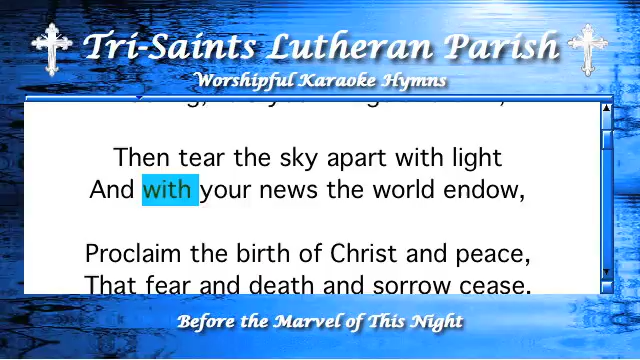 Tri-Saints Lutheran Parish
Worshipful Karaoke Hymns
Then tear the sky apart with light
And with your news the world endow,
Proclaim the birth of Christ and peace,
That fear and death and sorrow cease.
Before the Marvel of This Night